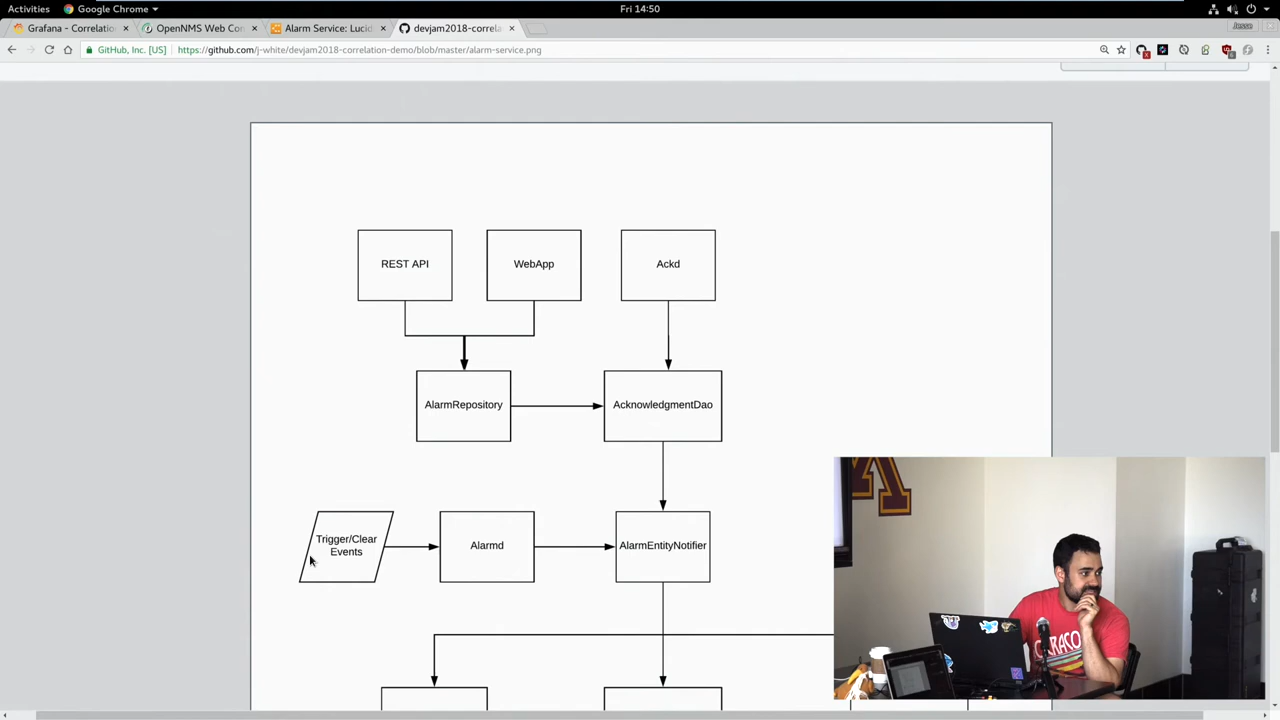 Activities
Google Chrome
Fri 14:50
Grafana - Correlatio
OpenNMS Web Con
Alarm Service: Lucid
devjam2018-correla
Jesse
GitHub, Inc. [US]
https://github.com/j-white/devjam2018-correlation-demo/blob/master/alarm-service.png
REST API
WebApp
Ackd
AlarmRepository
AcknowledgmentDao
Trigger/Clear
Events
Alarmd
AlarmEntityNotifier